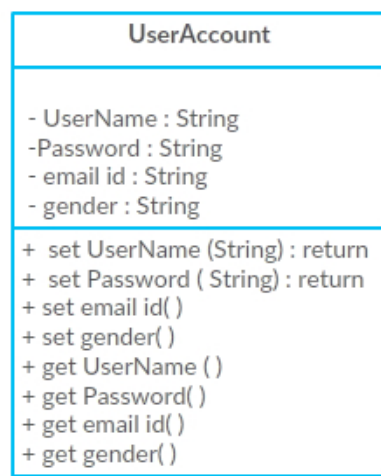 UserAccount
- UserName : String
-Password : String
- email id : String
- gender : String
+ set UserName (String) : return
+ set Password ( String) : return
+ set email id( )
+ set gender( )
+ get UserName ( )
+ get Password( )
+ get email id( )
+ get gender( )